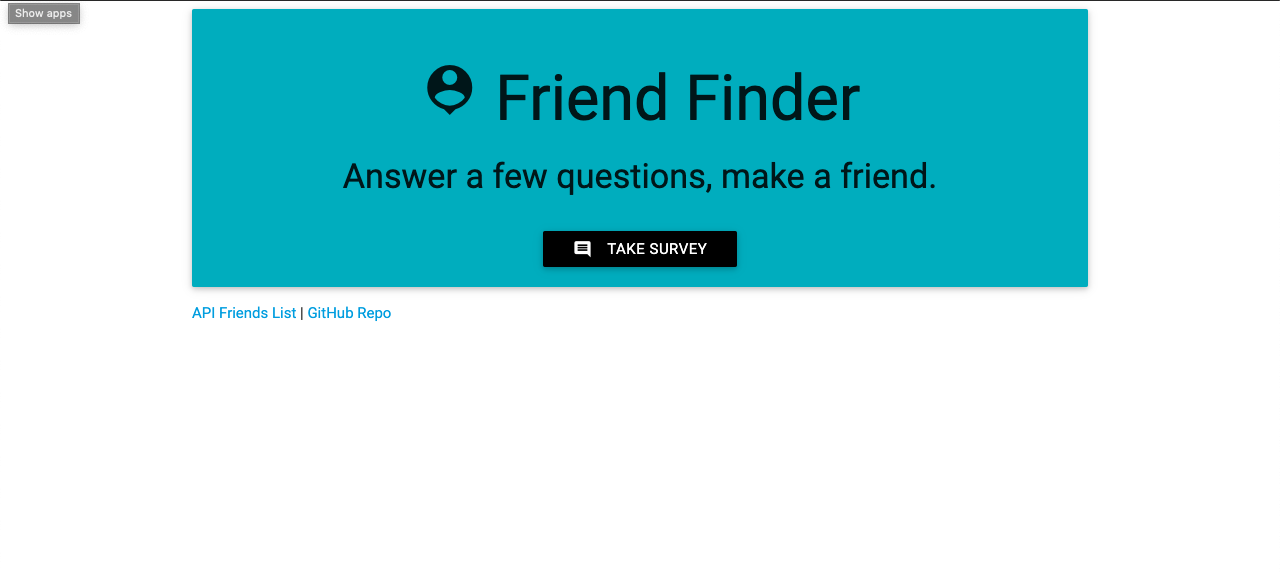 Show apps
Friend Finder
Answer a few questions, make a friend.
TAKE SURVEY
API Friends List | GitHub Repo